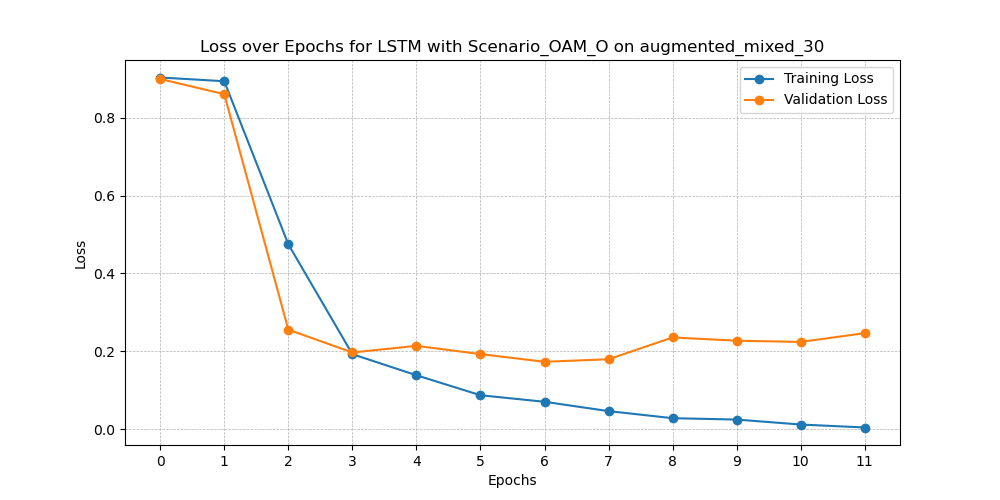 Loss over Epochs for LSTM with Scenario_OAM_O on augmented_mixed_30
Training Loss
Validation Loss
Loss
0.8
0.6
0.4
0.2
0.0
0 1 2 3 4 5 6 7 8 9 10 11
Epochs